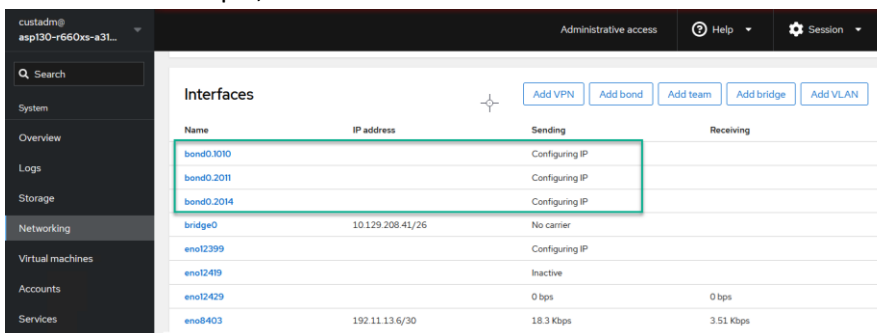 custadm@
asp130-r660xs-a31...
Administrative access
Help
Session
Search
System
Overview
Logs
Storage
Networking
Virtual machines
Accounts
Services
Interfaces
Add VPN
Add bond
Add team
Add bridge
Add VLAN
Name IP address Sending Receiving
bond0.1010 Configuring IP
bond0.2011 Configuring IP
bond0.2014 Configuring IP
bridge0 10.129.208.41/26 No carrier
eno12399 Configuring IP
eno12419 Inactive
eno12429 0 bps 0 bps
eno8403 192.11.13.6/30 18.3 Kbps 3.51 Kbps